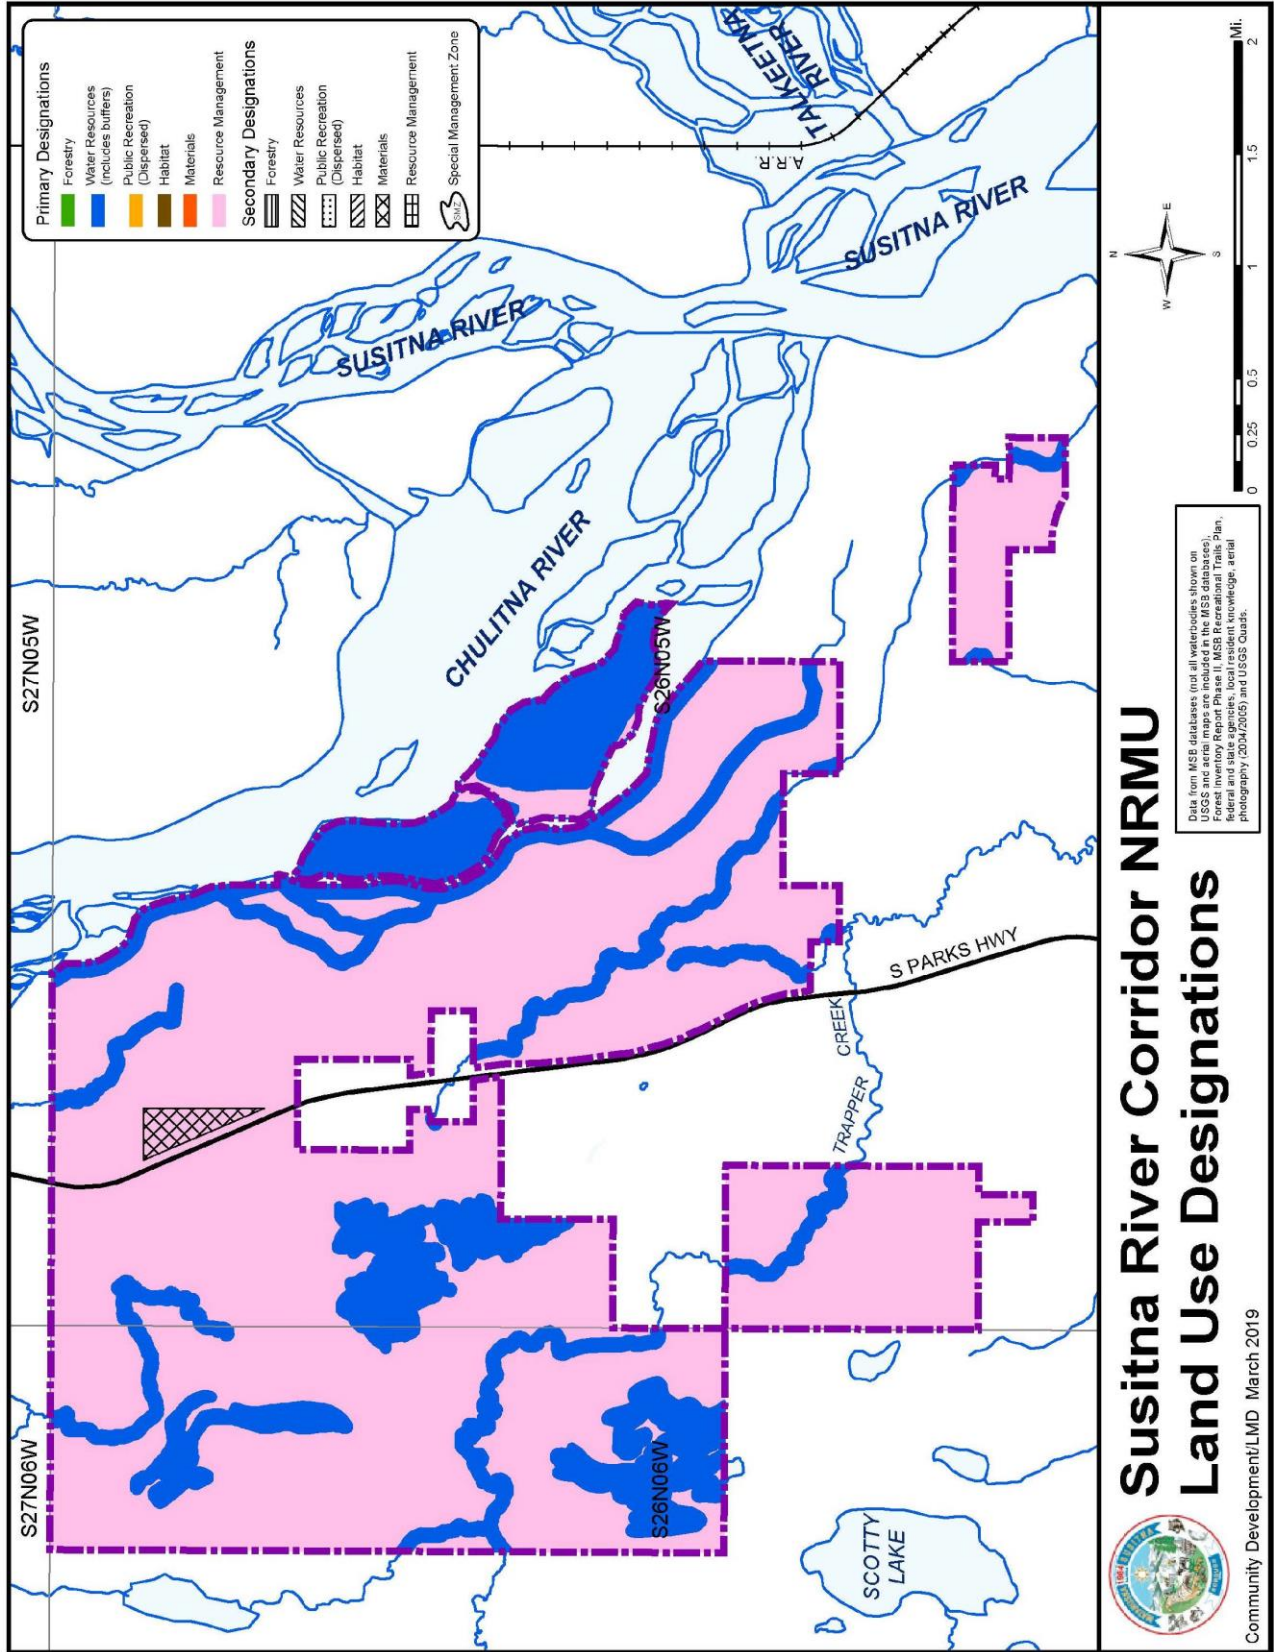 Primary Designations
Forestry
Water Resources
(includes buffers)
Public Recreation
(Dispersed)
Habitat
Materials
Resource Management
Secondary Designations
Forestry
Water Resources
Public Recreation
(Dispersed)
Habitat
Materials
Resource Management
SMZ
Special Management Zone
S27N06W
S27N05W
SUSITNA RIVER
TALKEETNA
RIVER
A.R.R.
CHULITNA RIVER
SUSITNA RIVER
S26N06W
S26N05W
S PARKS HWY
TRAPPER
CREEK
SCOTTY
LAKE
Susitna River Corridor NRMU
Land Use Designations
N
W
E
S
Data from MSB databases (not all waterbodies shown on
USGS and aerial maps are included in the MSB databases),
Forest Inventory Report Phase II, MSB Recreational Trails Plan,
federal and state agencies, local resident knowledge, aerial
photography (2004/2005) and USGS Quads.
0 0.25 0.5 1 1.5 2
Mi.
Community Development/LMD March 2019